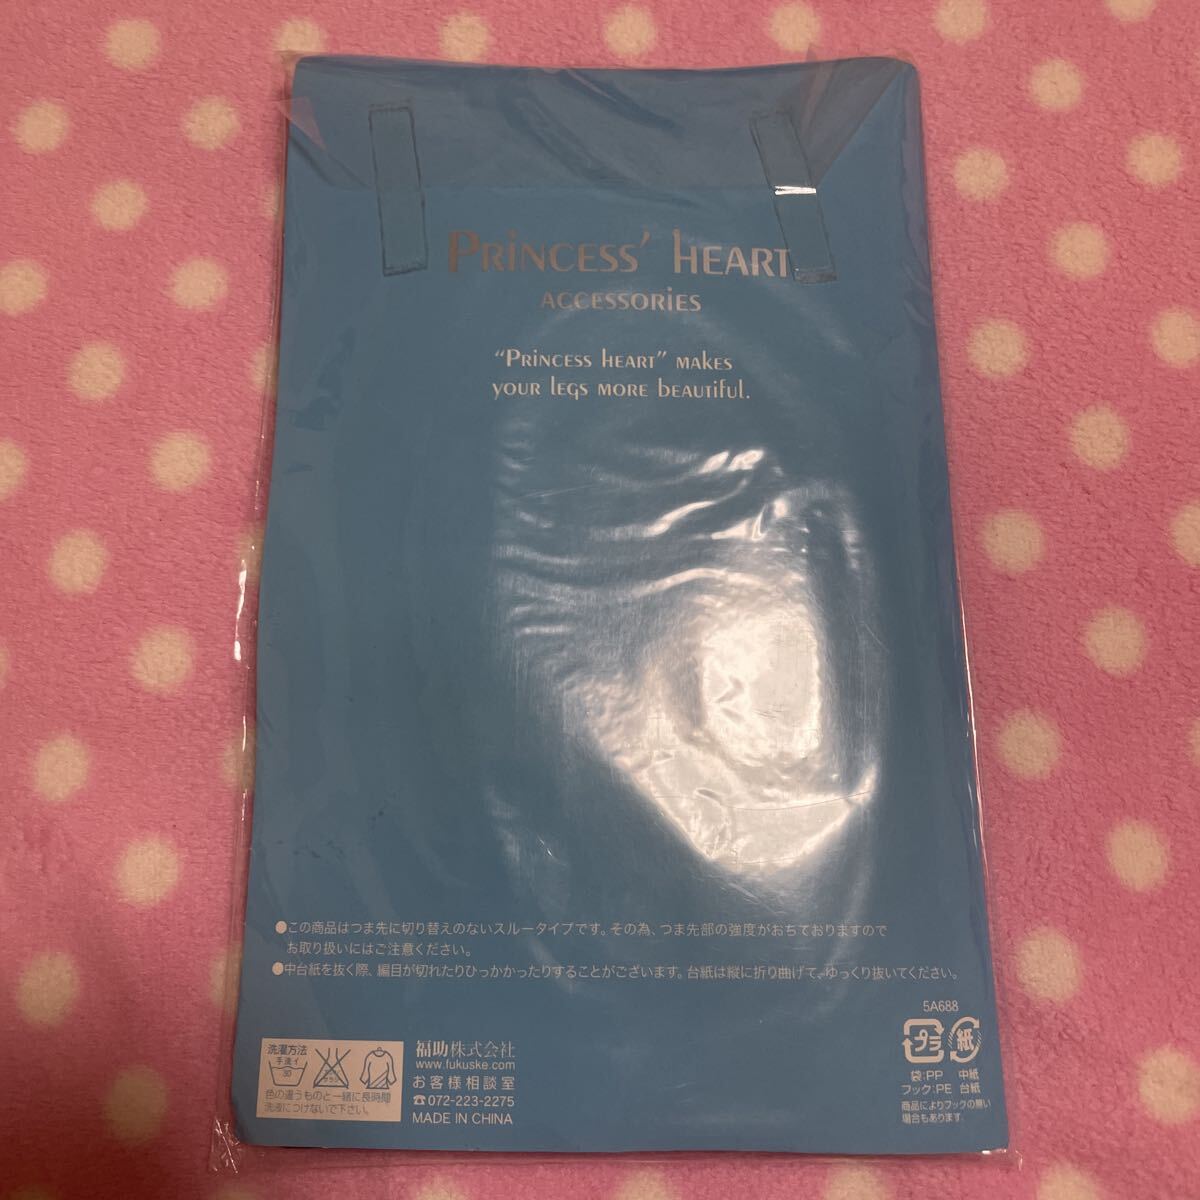 PRINCESS' HEART
ACCESSORIES
“PRINCESS HEART” MAKES
YOUR LEGS MORE BEAUTIFUL.
●この商品はつま先に切り替えのないスルータイプです。その為、つま先部の強度がおちておりますので
お取り扱いにはご注意ください。
●中台紙を抜く際、編目が切れたりひっかかったりすることがございます。台紙は縦に折り曲げて、ゆっくり抜いてください。
5A688
プラ 紙
袋:PP 中紙
フック:PE 台紙
商品によりフックの無い
場合もあります。
洗濯方法
手洗イ
30
色の違うものと一緒に長時間
洗液につけないで下さい。
福助株式会社
www.fukuske.com
お客様相談室
☎072-223-2275
MADE IN CHINA